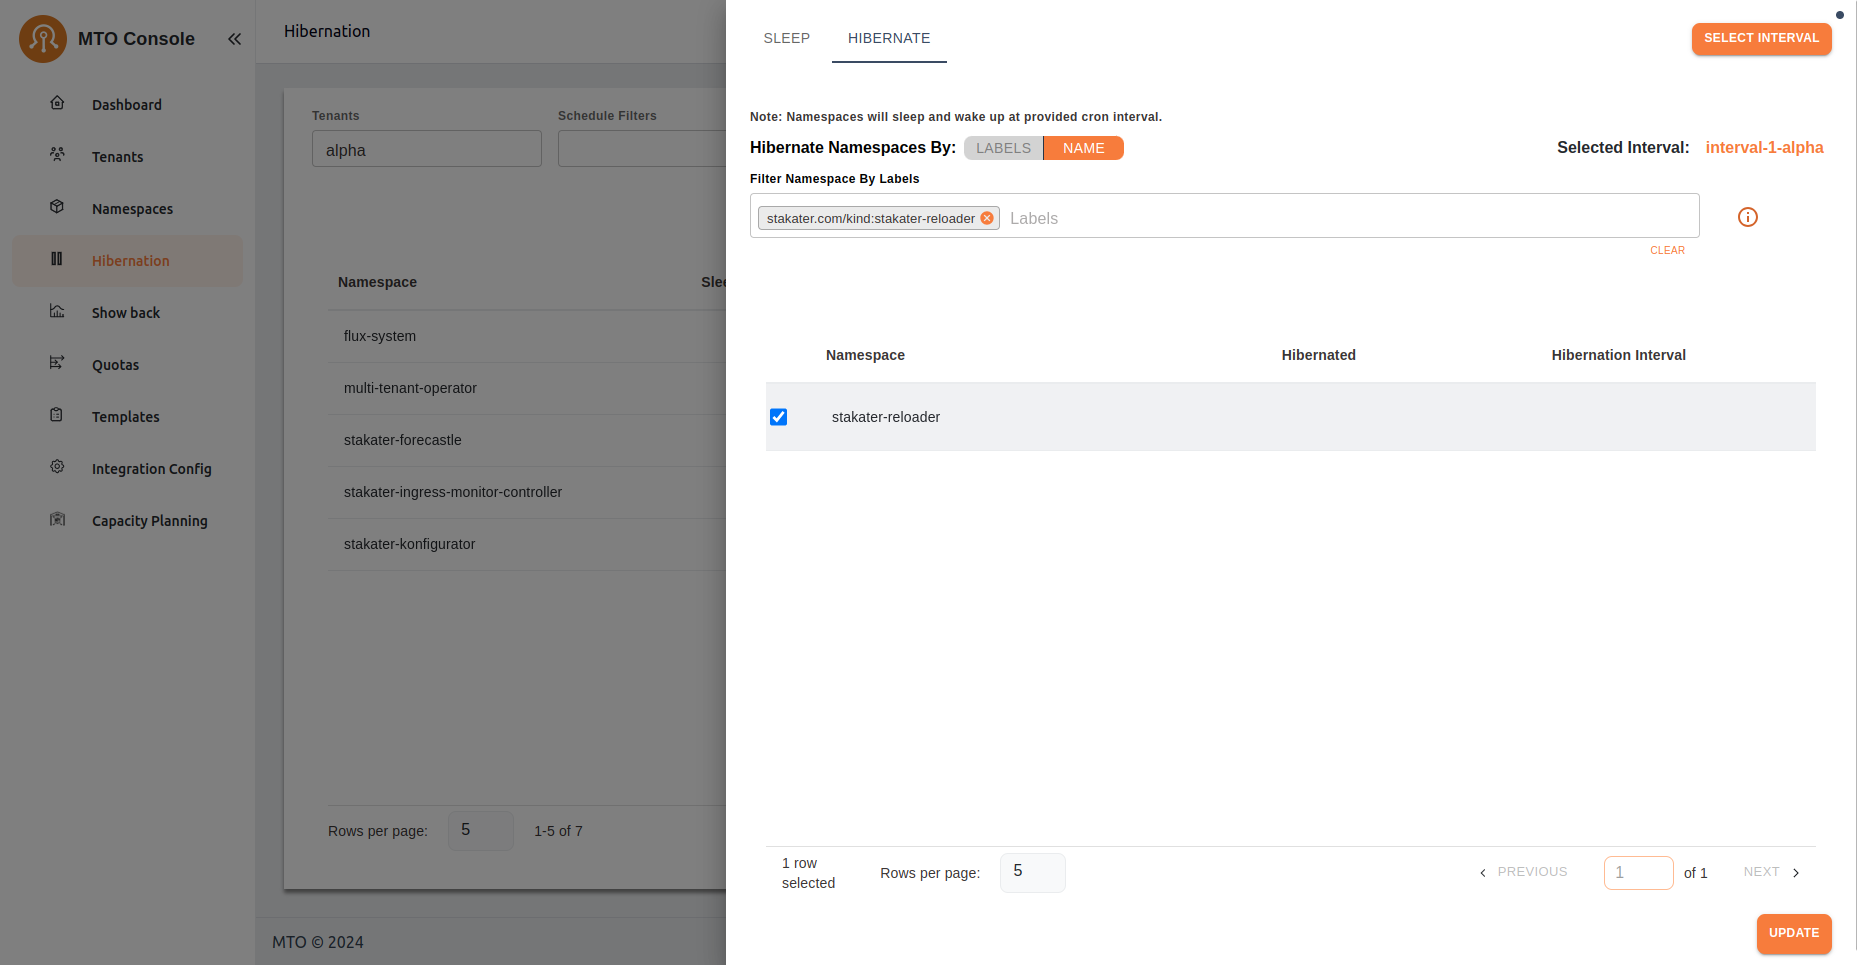 MTO Console
Dashboard
Tenants
Namespaces
Hibernation
Show back
Quotas
Templates
Integration Config
Capacity Planning
Hibernation
Tenants
Schedule Filters
alpha
Namespace
Slee
flux-system
multi-tenant-operator
stakater-forecastle
stakater-ingress-monitor-controller
stakater-konfigurator
Rows per page: 5 1-5 of 7
MTO © 2024
SLEEP
HIBERNATE
SELECT INTERVAL
Note: Namespaces will sleep and wake up at provided cron interval.
Hibernate Namespaces By: LABELS NAME
Selected Interval: interval-1-alpha
Filter Namespace By Labels
stakater.com/kind:stakater-reloader Labels
CLEAR
Namespace Hibernated Hibernation Interval
stakater-reloader
1 row
selected
Rows per page: 5
PREVIOUS 1 of 1 NEXT
UPDATE